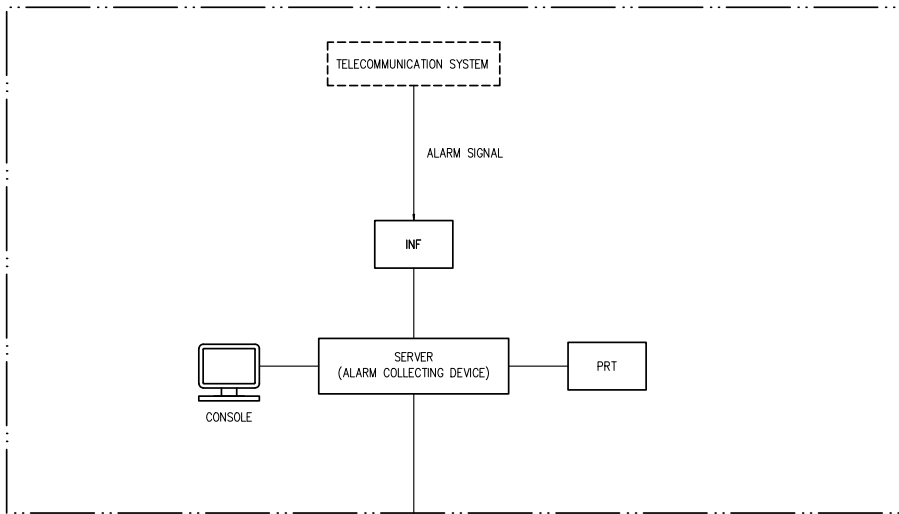 TELECOMMUNICATION SYSTEM
ALARM SIGNAL
INF
SERVER
(ALARM COLLECTING DEVICE)
PRT
CONSOLE